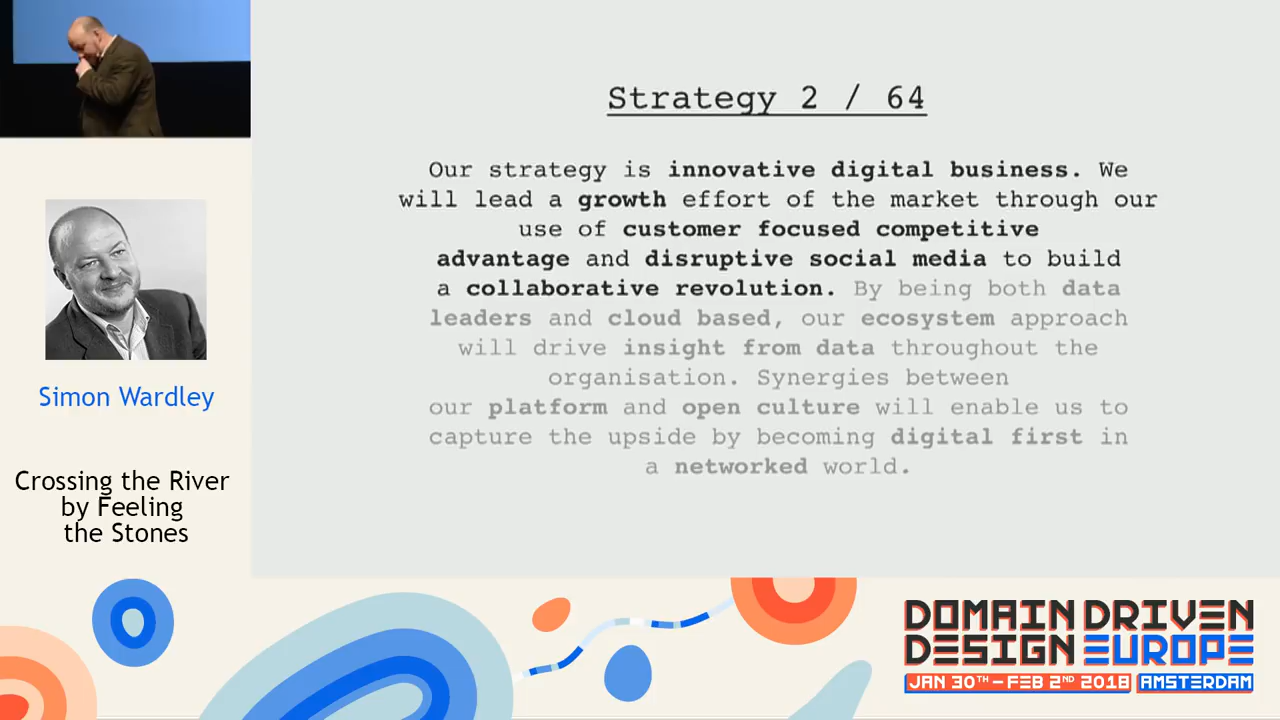 Strategy 2 / 64
Our strategy is innovative digital business. We
will lead a growth effort of the market through our
use of customer focused competitive
advantage and disruptive social media to build
a collaborative revolution. By being both data
leaders and cloud based, our ecosystem approach
will drive insight from data throughout the
organisation. Synergies between
our platform and open culture will enable us to
capture the upside by becoming digital first in
a networked world.
Simon Wardley
Crossing the River
by Feeling
the Stones
DOMAIN DRIVEN
DESIGN EUROPE
JAN 30TH - FEB 2ND 2018 AMSTERDAM